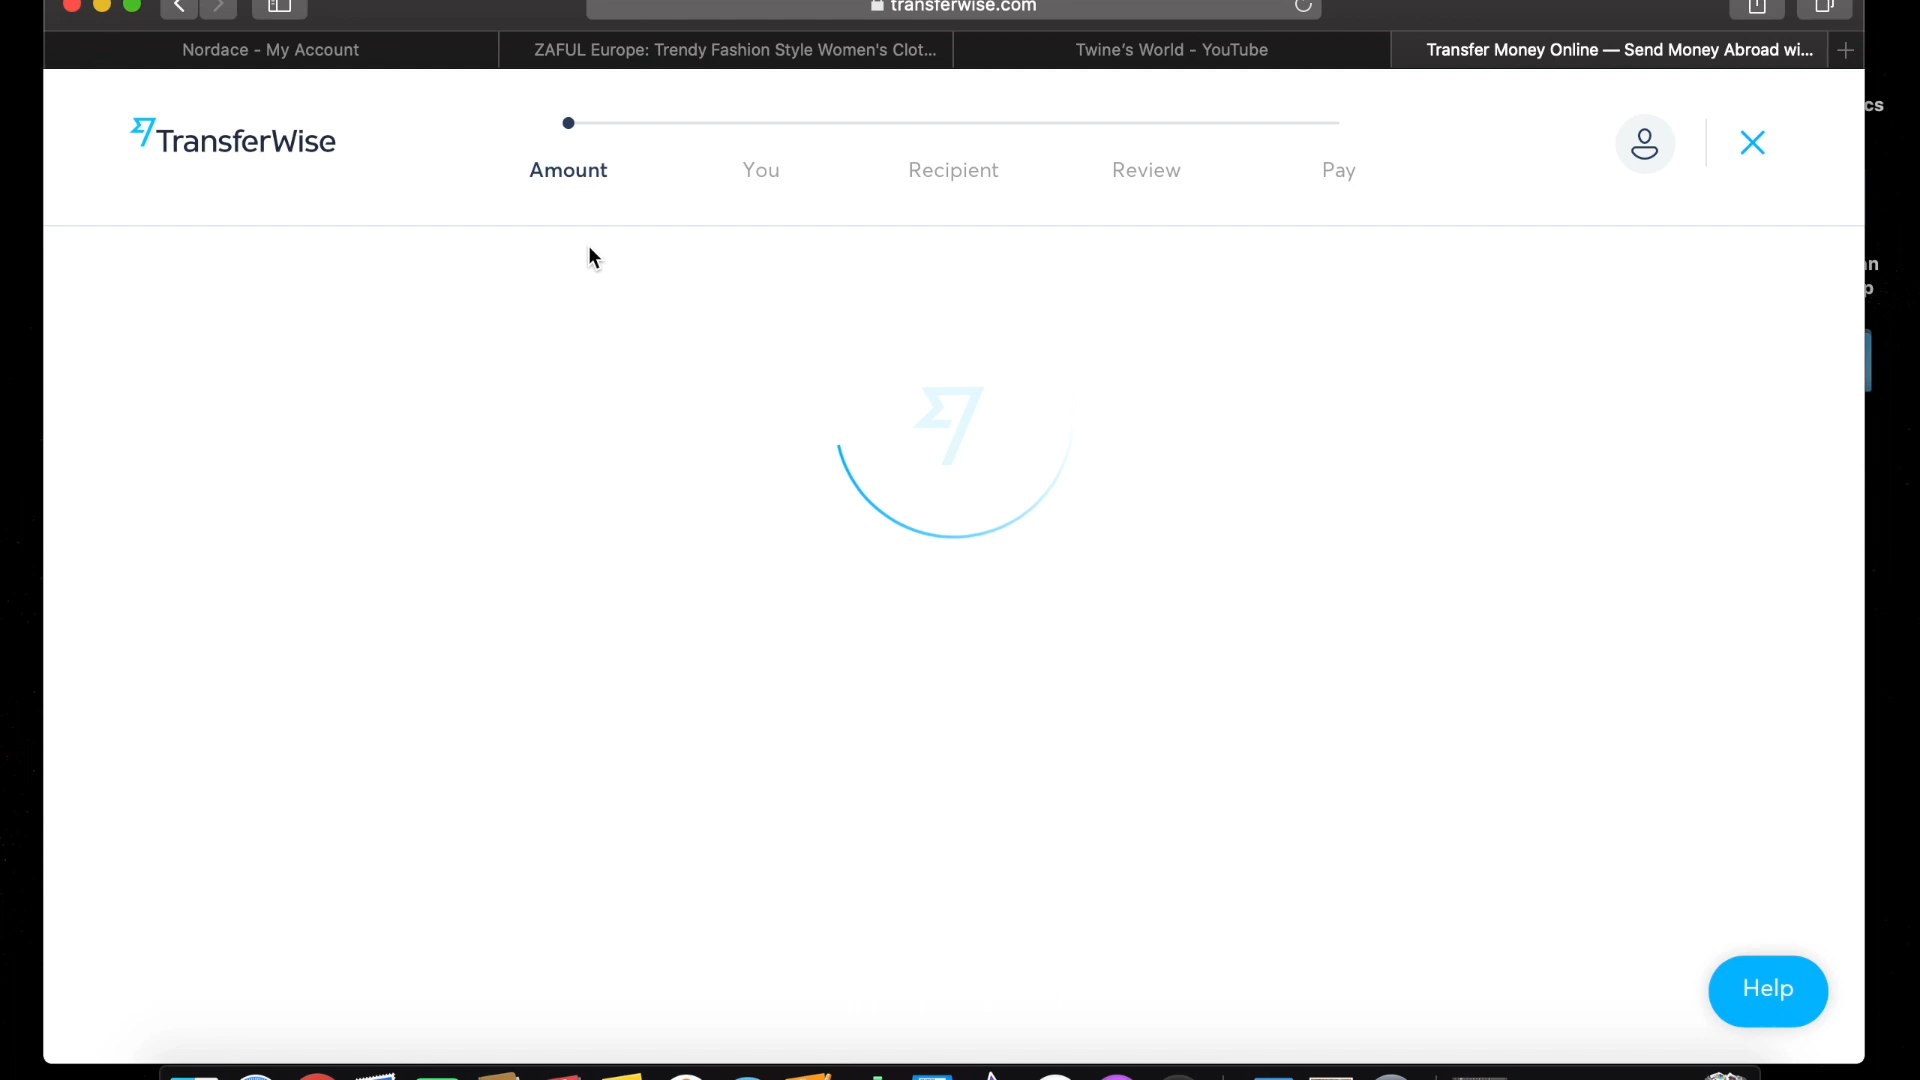 transferwise.com
Nordace - My Account
ZAFUL Europe: Trendy Fashion Style Women's Clot...
Twine's World - YouTube
Transfer Money Online — Send Money Abroad wi...
TransferWise
Amount
You
Recipient
Review
Pay
Help